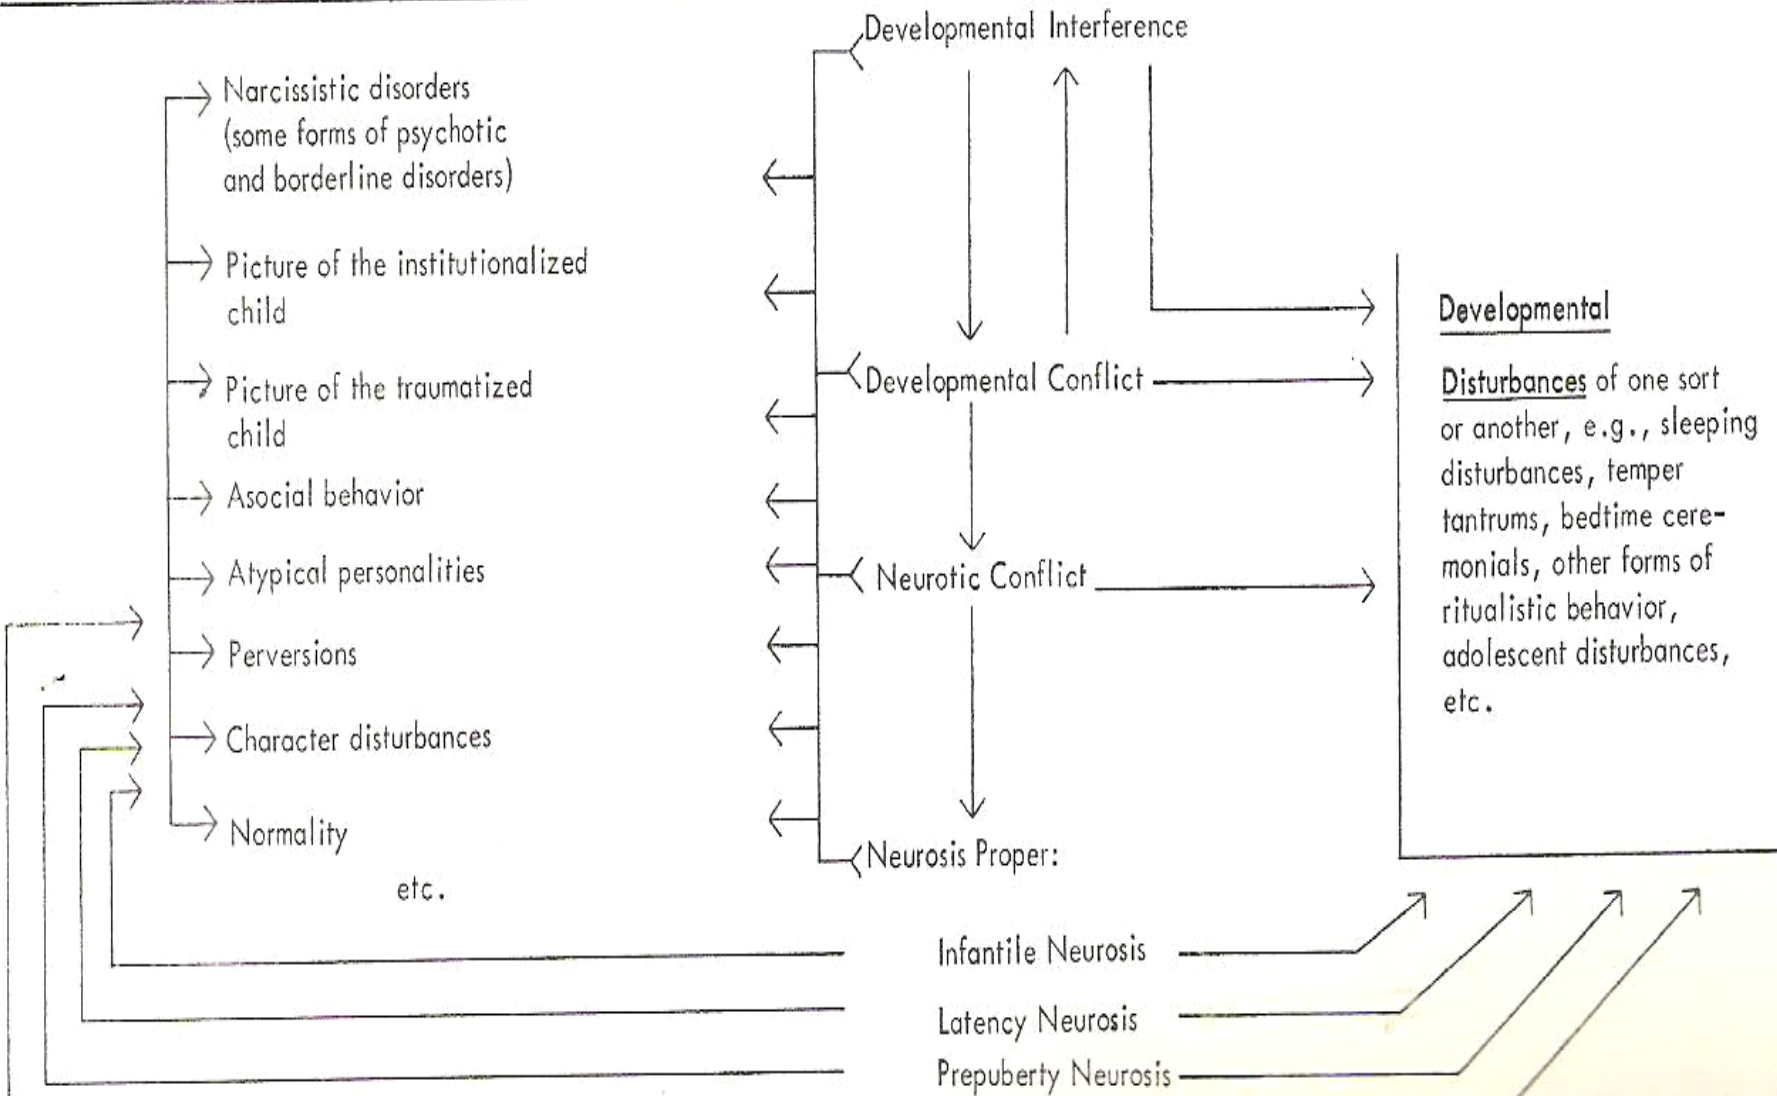 Developmental Interference
Narcissistic disorders
(some forms of psychotic
and borderline disorders)
Picture of the institutionalized
child
Picture of the traumatized
child
Asocial behavior
Atypical personalities
Perversions
Character disturbances
Normality
etc.
Developmental Conflict
Neurotic Conflict
Neurosis Proper:
Infantile Neurosis
Latency Neurosis
Prepuberty Neurosis
Developmental
Disturbances of one sort
or another, e.g., sleeping
disturbances, temper
tantrums, bedtime cere-
monials, other forms of
ritualistic behavior,
adolescent disturbances,
etc.